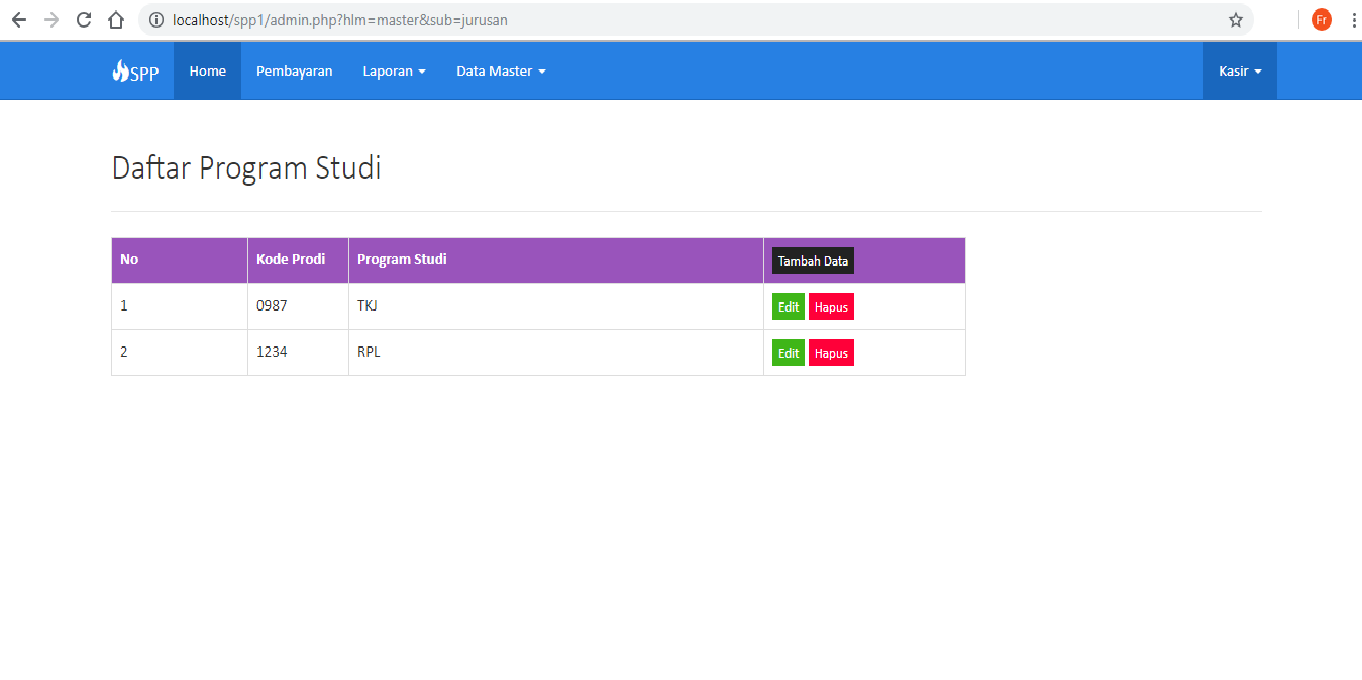 localhost/spp1/admin.php?hlm=master&sub=jurusan
Fr
SPP Home Pembayaran Laporan Data Master Kasir
Daftar Program Studi
No Kode Prodi Program Studi Tambah Data
1 0987 TKJ Edit Hapus
2 1234 RPL Edit Hapus